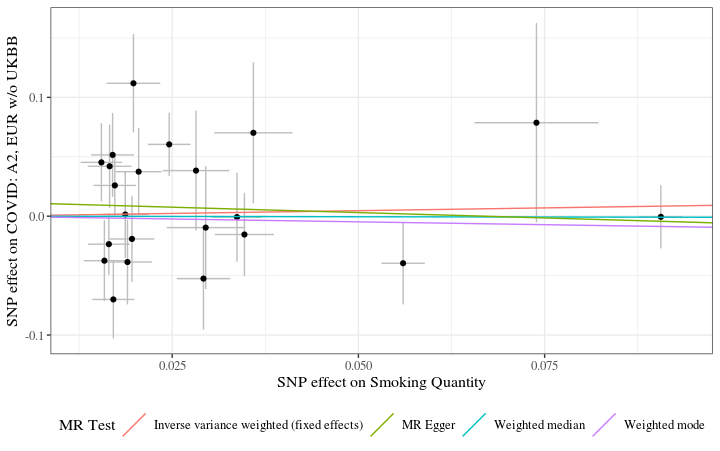 SNP effect on COVID: A2, EUR w/o UKBB
0.1
0.0
-0.1
0.025
0.050
0.075
SNP effect on Smoking Quantity
MR Test
Inverse variance weighted (fixed effects)
MR Egger
Weighted median
Weighted mode